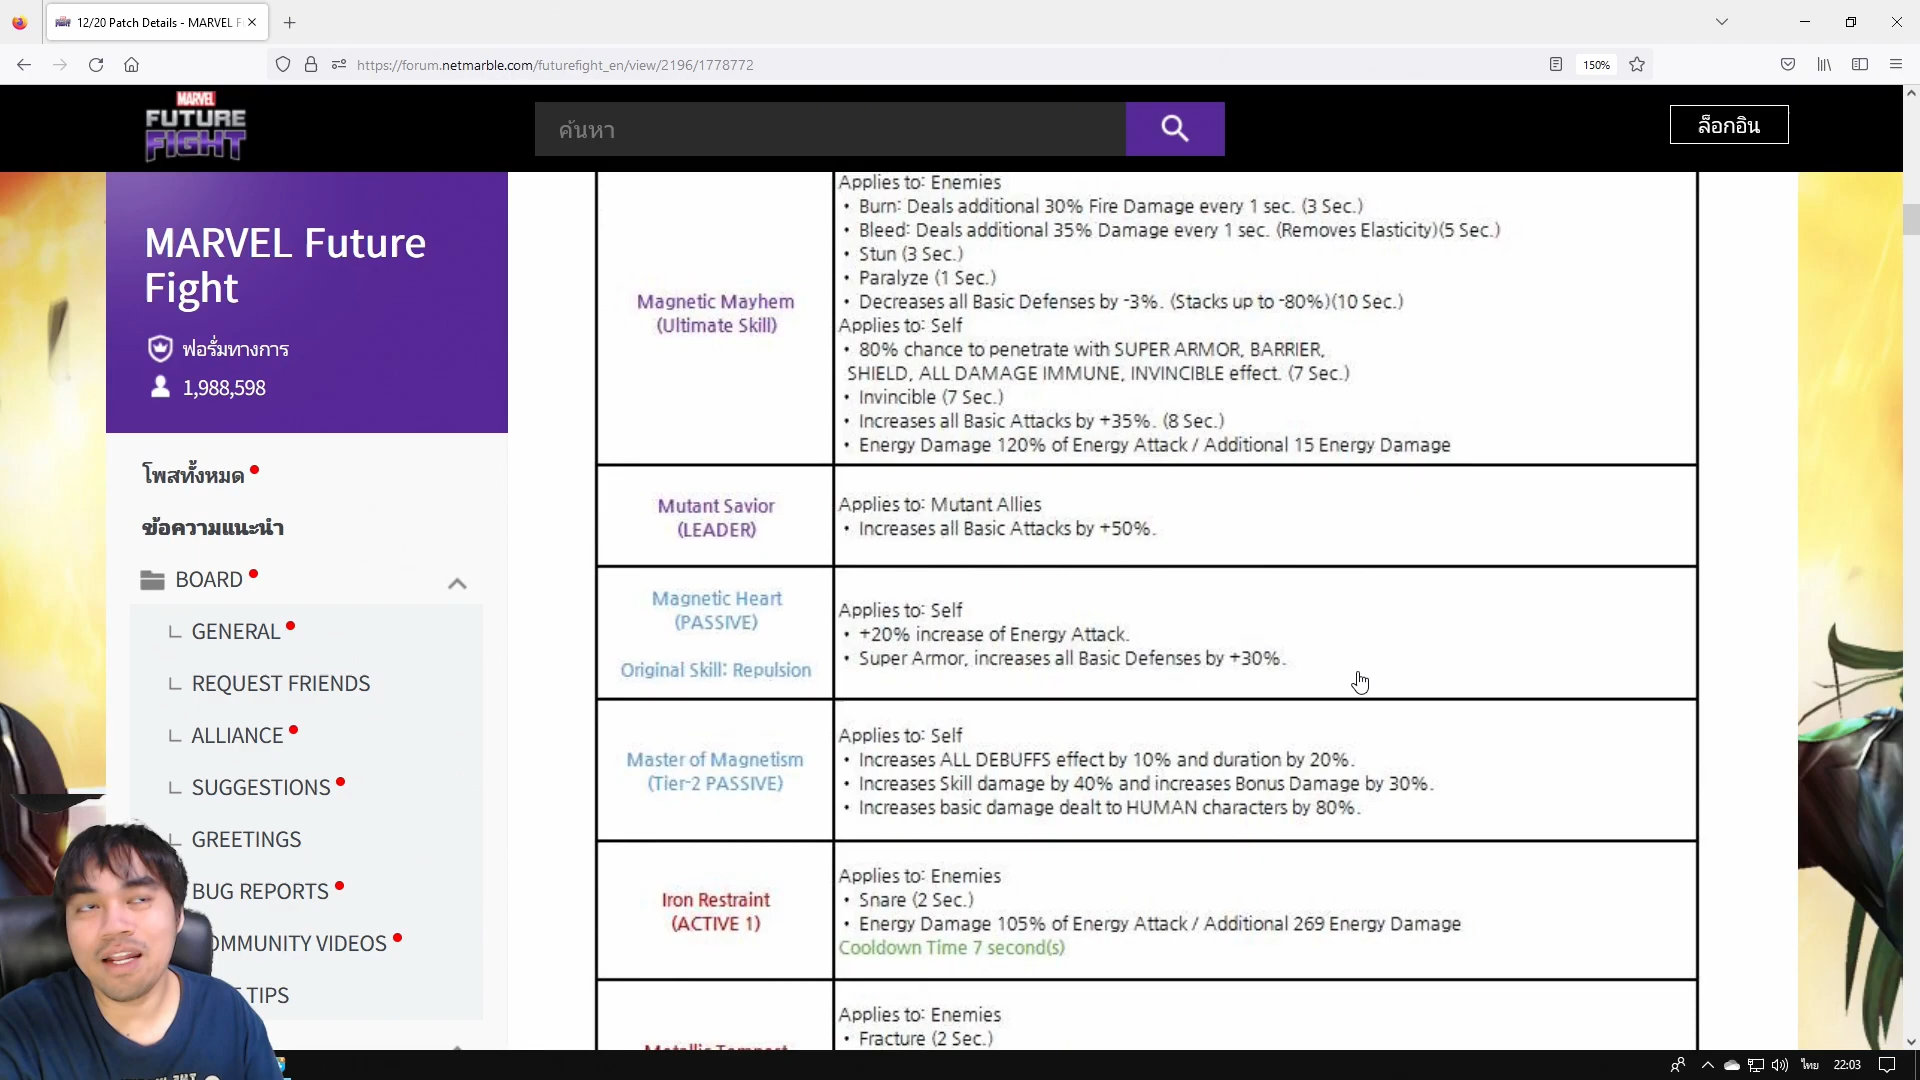 12/20 Patch Details - MARVEL F
https://forum.netmarble.com/futurefight_en/view/2196/1778772
150%
MARVEL
FUTURE
FIGHT
ค้นหา
ล็อกอิน
MARVEL Future
Fight
ฟอรั่มทางการ
1,988,598
โพสทั้งหมด
ข้อความแนะนำ
BOARD
GENERAL
REQUEST FRIENDS
ALLIANCE
SUGGESTIONS
GREETINGS
BUG REPORTS
OMMUNITY VIDEOS
TIPS
Magnetic Mayhem
(Ultimate Skill)
Applies to: Enemies
• Burn: Deals additional 30% Fire Damage every 1 sec. (3 Sec.)
• Bleed: Deals additional 35% Damage every 1 sec. (Removes Elasticity)(5 Sec.)
• Stun (3 Sec.)
• Paralyze (1 Sec.)
• Decreases all Basic Defenses by -3%. (Stacks up to -80%)(10 Sec.)
Applies to: Self
• 80% chance to penetrate with SUPER ARMOR, BARRIER,
SHIELD, ALL DAMAGE IMMUNE, INVINCIBLE effect. (7 Sec.)
• Invincible (7 Sec.)
• Increases all Basic Attacks by +35%. (8 Sec.)
• Energy Damage 120% of Energy Attack / Additional 15 Energy Damage
Mutant Savior
(LEADER)
Applies to: Mutant Allies
• Increases all Basic Attacks by +50%.
Magnetic Heart
(PASSIVE)
Original Skill: Repulsion
Applies to: Self
• +20% increase of Energy Attack.
• Super Armor, increases all Basic Defenses by +30%.
Master of Magnetism
(Tier-2 PASSIVE)
Applies to: Self
• Increases ALL DEBUFFS effect by 10% and duration by 20%.
• Increases Skill damage by 40% and increases Bonus Damage by 30%.
• Increases basic damage dealt to HUMAN characters by 80%.
Iron Restraint
(ACTIVE 1)
Applies to: Enemies
• Snare (2 Sec.)
• Energy Damage 105% of Energy Attack / Additional 269 Energy Damage
Cooldown Time 7 second(s)
Metallic Tempest
Applies to: Enemies
• Fracture (2 Sec.)
ไทย
22:03